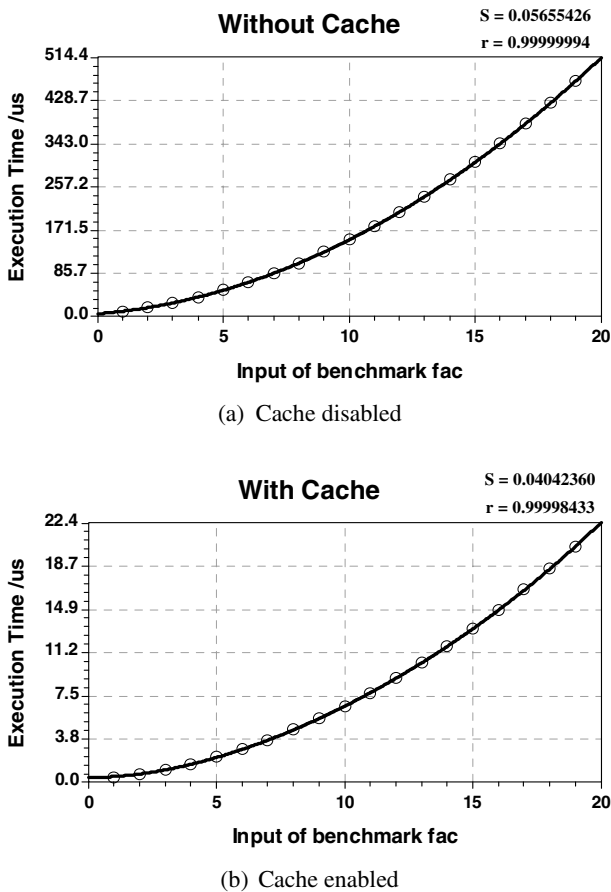 Without Cache
S = 0.05655426
r = 0.99999994
Execution Time /us
514.4
428.7
343.0
257.2
171.5
85.7
0.0
0 5 10 15 20
Input of benchmark fac
(a) Cache disabled
With Cache
S = 0.04042360
r = 0.99998433
Execution Time /us
22.4
18.7
14.9
11.2
7.5
3.8
0.0
0 5 10 15 20
Input of benchmark fac
(b) Cache enabled